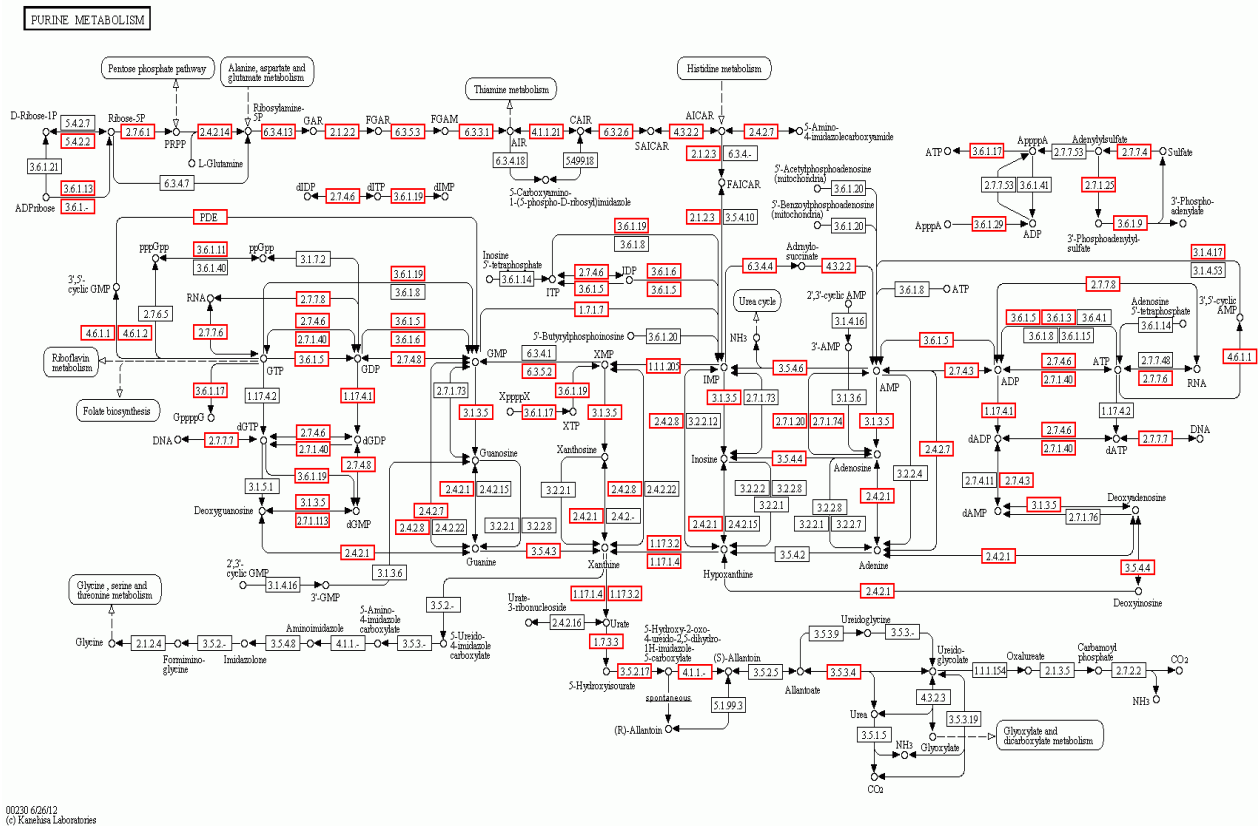 PURINE METABOLISM
Pentose phosphate pathway
Alanine, aspartate and
glutamate metabolism
Thiamine metabolism
Histidine metabolism
D-Ribose-1P
5.4.2.7
5.4.2.2
Ribose-5P
2.7.6.1
PRPP
2.4.2.14
Ribosylamine-
5P
6.3.4.13
GAR
2.1.2.2
FGAR
6.3.5.3
FGAM
6.3.3.1
AIR
4.1.1.21
CAIR
6.3.2.6
SAICAR
4.3.2.2
AICAR
2.4.2.7
5-Amino-
4-imidazolecarboxyamide
3.6.1.21
3.6.1.13
3.6.1.-
ADPribose
L-Glutamine
6.3.4.7
6.3.4.18
5.4.99.18
5-Carboxyamino-
1-(5-phospho-D-ribosyl)imidazole
2.1.2.3
6.3.4.-
FAICAR
2.1.2.3
3.5.4.10
dIDP
2.7.4.6
dITP
3.6.1.19
dIMP
5'-Acetylphosphoadenosine
(mitochondria)
3.6.1.20
5'-Benzoylphosphoadenosine
(mitochondria)
3.6.1.20
ATP
3.6.1.17
AppppA
2.7.7.53
Adenylylsulfate
2.7.7.4
Sulfate
2.7.7.53
3.6.1.41
2.7.1.25
ApppA
3.6.1.29
ADP
3.6.1.9
3'-Phospho-
adenylate
3'-Phosphoadenylyl-
sulfate
PDE
pppGpp
3.6.1.11
3.6.1.40
ppGpp
3.1.7.2
3',5'-
cyclic GMP
RNA
2.7.7.8
3.6.1.19
3.6.1.8
2.7.6.5
4.6.1.1
4.6.1.2
2.7.7.6
2.7.4.6
2.7.1.40
3.6.1.5
3.6.1.6
Riboflavin
metabolism
GTP
3.6.1.5
GDP
2.7.4.8
GMP
Folate biosynthesis
3.6.1.17
GppppG
1.17.4.2
1.17.4.1
Inosine
5'-tetraphosphate
3.6.1.14
ITP
3.6.1.19
3.6.1.8
2.7.4.6
3.6.1.5
IDP
3.6.1.6
3.6.1.5
1.7.1.7
5'-Butyrylphosphoinosine
3.6.1.20
6.3.4.1
6.3.5.2
XMP
1.1.1.205
IMP
6.3.4.4
Admylo-
succinate
4.3.2.2
Urea cycle
NH3
2',3'-cyclic AMP
3.1.4.16
3'-AMP
3.5.4.6
AMP
3.6.1.8
ATP
3.6.1.5
2.7.4.3
ADP
2.7.7.8
3.6.1.5
3.6.1.3
3.6.4.1
3.6.1.8
3.6.1.15
2.7.4.6
2.7.1.40
ATP
Adenosine
5'-tetraphosphate
3.6.1.14
2.7.7.48
2.7.7.6
RNA
3.1.4.17
3.1.4.53
3',5'-cyclic
AMP
4.6.1.1
2.7.1.73
3.1.3.5
XppppX
3.6.1.17
3.6.1.19
XTP
3.1.3.5
3.1.3.5
2.7.1.73
3.1.3.6
2.4.2.8
3.2.2.12
2.7.1.20
2.7.1.74
3.1.3.5
2.4.2.7
1.17.4.1
1.17.4.2
DNA
2.7.7.7
dGTP
2.7.4.6
2.7.1.40
dGDP
2.7.4.8
3.6.1.19
3.1.5.1
3.1.3.5
2.7.1.113
Deoxyguanosine
dGMP
Guanosine
2.4.2.1
2.4.2.15
2.4.2.7
2.4.2.8
2.4.2.22
3.2.2.1
3.2.2.8
Xanthosine
3.2.2.1
2.4.2.8
2.4.2.22
2.4.2.1
2.4.2.-
Inosine
3.5.4.4
Adenosine
3.2.2.2
3.2.2.8
3.2.2.1
2.4.2.1
2.4.2.15
3.2.2.8
3.2.2.1
3.2.2.7
2.4.2.1
3.2.2.4
dADP
2.7.4.6
2.7.1.40
dATP
2.7.7.7
DNA
2.7.4.11
2.7.4.3
dAMP
3.1.3.5
2.7.1.76
Deoxyadenosine
2.4.2.1
Guanine
3.5.4.3
Xanthine
1.17.3.2
1.17.1.4
Hypoxanthine
3.5.4.2
Adenine
2.4.2.1
3.5.4.4
2.4.2.1
Deoxyinosine
2',3'-
cyclic GMP
3.1.4.16
3'-GMP
3.1.3.6
Glycine , serine and
threonine metabolism
3.5.2.-
1.17.1.4
1.17.3.2
Urate-
3-ribonucleoside
2.4.2.16
Urate
1.7.3.3
Glycine
2.1.2.4
Formimino-
glycine
3.5.2.-
Imidazolone
3.5.4.8
Aminoimidazole
4.1.1.-
5-Amino-
4-imidazole
carboxylate
3.5.3.-
5-Ureido-
4-imidazole
carboxylate
5-Hydroxyisourate
3.5.2.17
5-Hydroxy-2-oxo-
4-ureido-2,5-dihydro-
1H-imidazole-
5-carboxylate
4.1.1.-
(S)-Allantoin
3.5.2.5
Allantoate
3.5.3.4
3.5.3.9
Ureidoglycine
3.5.3.-
Ureido-
glycolate
1.1.1.154
Oxalureate
2.1.3.5
Carbamoyl
phosphate
2.7.2.2
CO2
NH3
spontaneous
5.1.99.3
(R)-Allantoin
Urea
4.3.2.3
3.5.3.19
3.5.1.5
NH3
Glyoxylate
Glyoxylate and
dicarboxylate metabolism
CO2
00230 6/26/12
(c) Kanehisa Laboratories